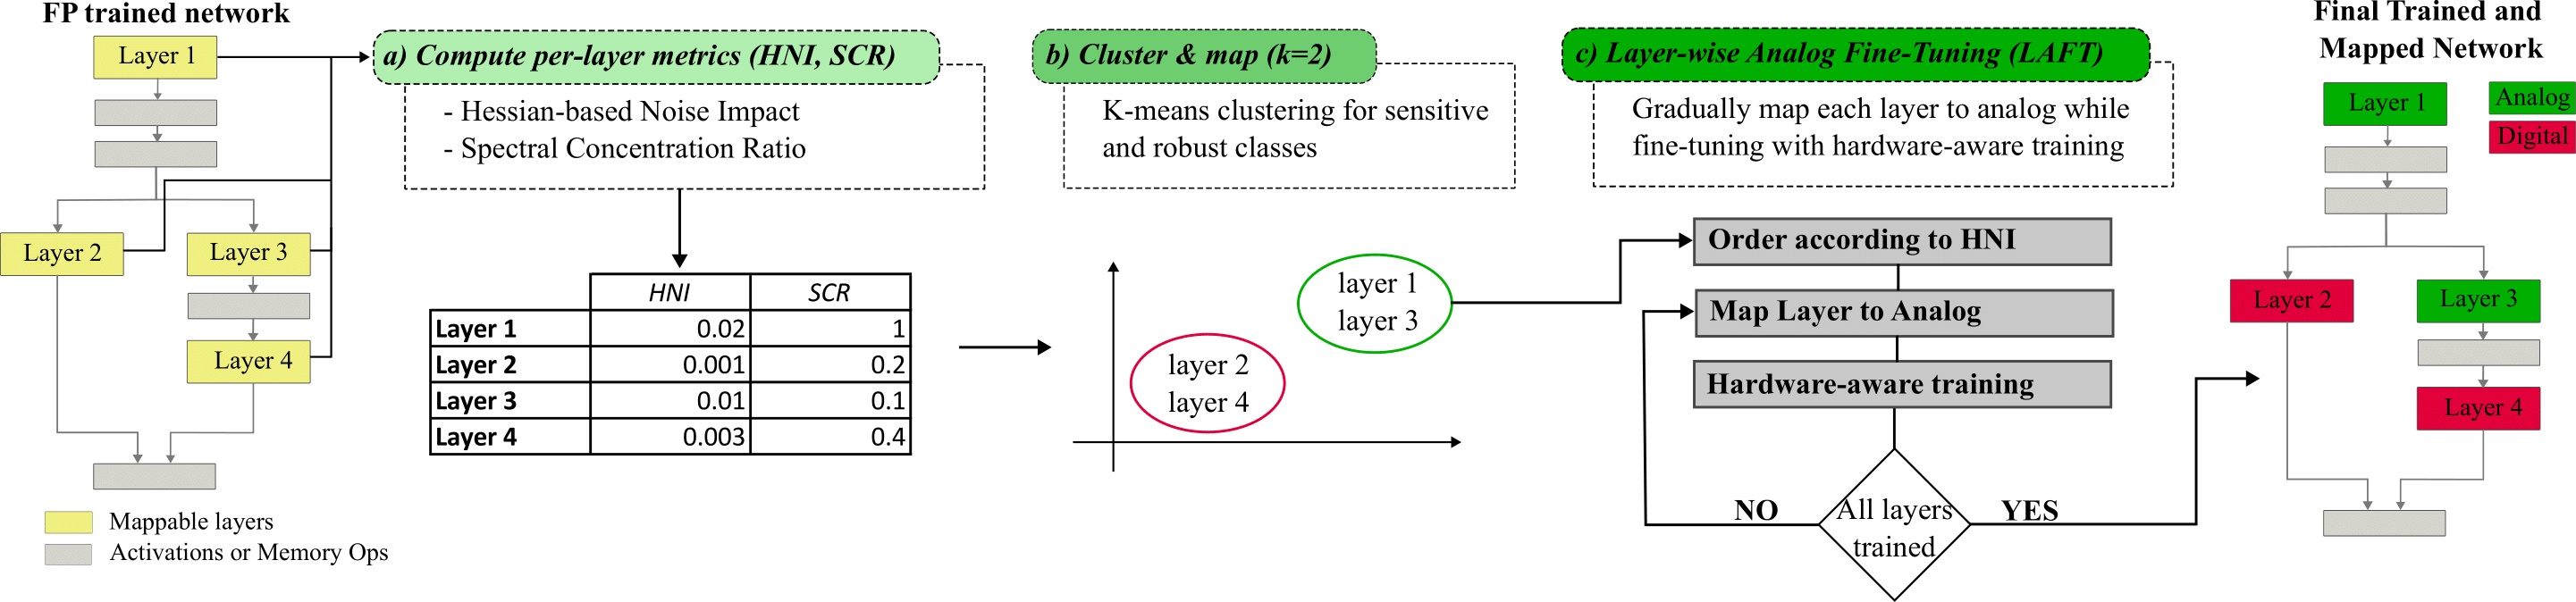 FP trained network
Layer 1
Layer 2
Layer 3
Layer 4
Mappable layers
Activations or Memory Ops
a) Compute per-layer metrics (HNI, SCR)
- Hessian-based Noise Impact
- Spectral Concentration Ratio
HNI SCR
Layer 1 0.02 1
Layer 2 0.001 0.2
Layer 3 0.01 0.1
Layer 4 0.003 0.4
b) Cluster & map (k=2)
K-means clustering for sensitive
and robust classes
layer 1
layer 3
layer 2
layer 4
c) Layer-wise Analog Fine-Tuning (LAFT)
Gradually map each layer to analog while
fine-tuning with hardware-aware training
Order according to HNI
Map Layer to Analog
Hardware-aware training
All layers
trained
NO
YES
Final Trained and
Mapped Network
Analog
Digital
Layer 1
Layer 2
Layer 3
Layer 4